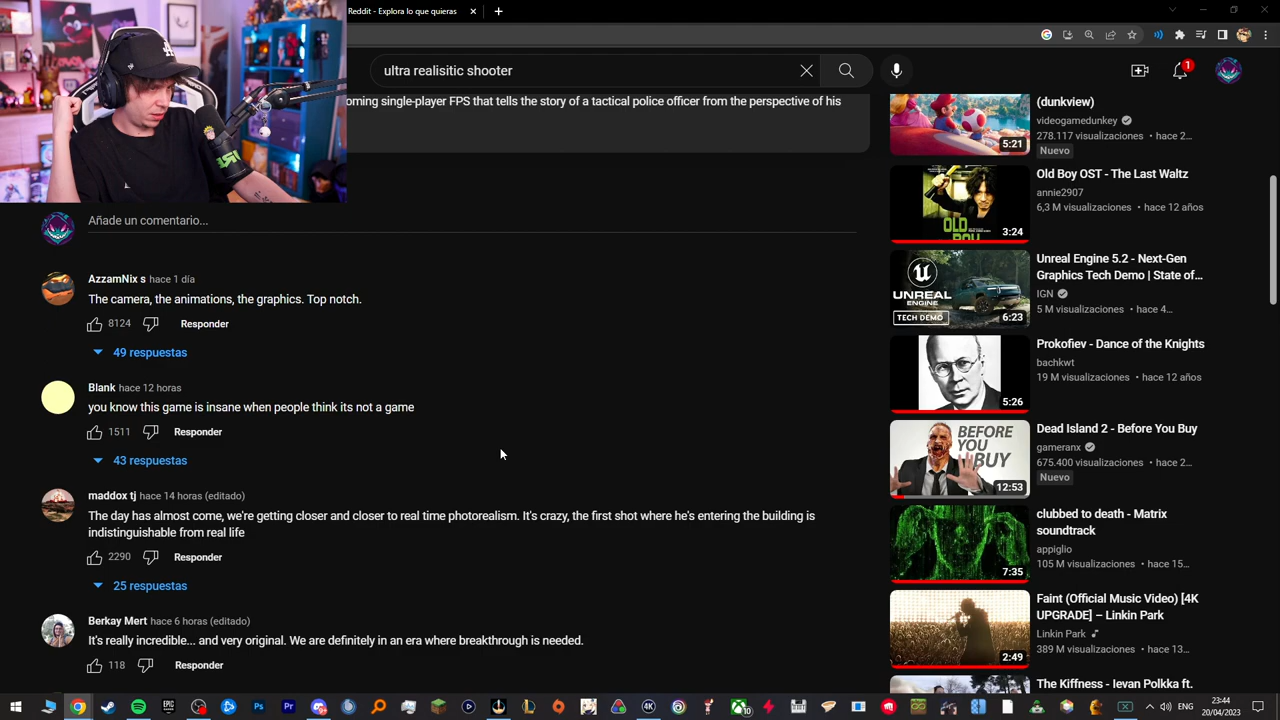 Reddit - Explora lo que quieras
ultra realisitic shooter
1
oming single-player FPS that tells the story of a tactical police officer from the perspective of his
Añade un comentario...
AzzamNix s hace 1 día
The camera, the animations, the graphics. Top notch.
8124 Responder
49 respuestas
Blank hace 12 horas
you know this game is insane when people think its not a game
1511 Responder
43 respuestas
maddox tj hace 14 horas (editado)
The day has almost come, we're getting closer and closer to real time photorealism. It's crazy, the first shot where he's entering the building is
indistinguishable from real life
2290 Responder
25 respuestas
Berkay Mert hace 6 horas (editado)
It's really incredible... and very original. We are definitely in an era where breakthrough is needed.
118 Responder
(dunkview)
videogamedunkey
278.117 visualizaciones • hace 2...
Nuevo
5:21
Old Boy OST - The Last Waltz
annie2907
6,3 M visualizaciones • hace 12 años
OLD
BOY
3:24
Unreal Engine 5.2 - Next-Gen
Graphics Tech Demo | State of...
IGN
5 M visualizaciones • hace 4...
UNREAL
ENGINE
TECH DEMO
6:23
Prokofiev - Dance of the Knights
bachkwt
19 M visualizaciones • hace 12 años
5:26
Dead Island 2 - Before You Buy
gameranx
675.400 visualizaciones • hace 2...
Nuevo
BEFORE
YOU
BUY
12:53
clubbed to death - Matrix
soundtrack
appiglio
105 M visualizaciones • hace 15...
7:35
Faint (Official Music Video) [4K
UPGRADE] – Linkin Park
Linkin Park
389 M visualizaciones • hace 13...
2:49
The Kiffness - Ievan Polkka ft.
ENG
23:44
20/04/2023